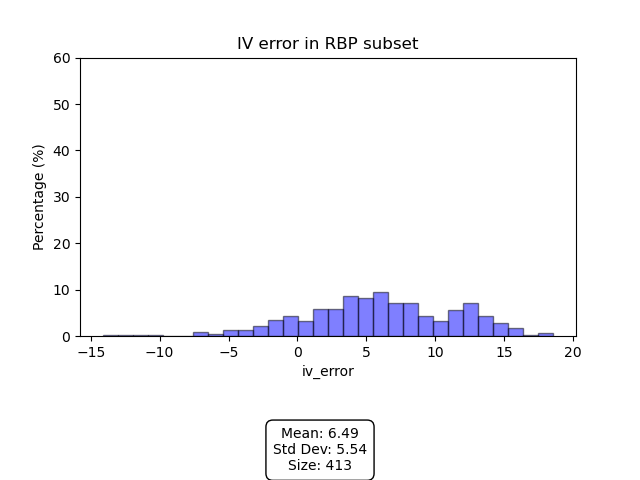 IV error in RBP subset
60
50
40
30
20
10
0
Percentage (%)
−15
−10
−5
0
5
10
15
20
iv_error
Mean: 6.49
Std Dev: 5.54
Size: 413